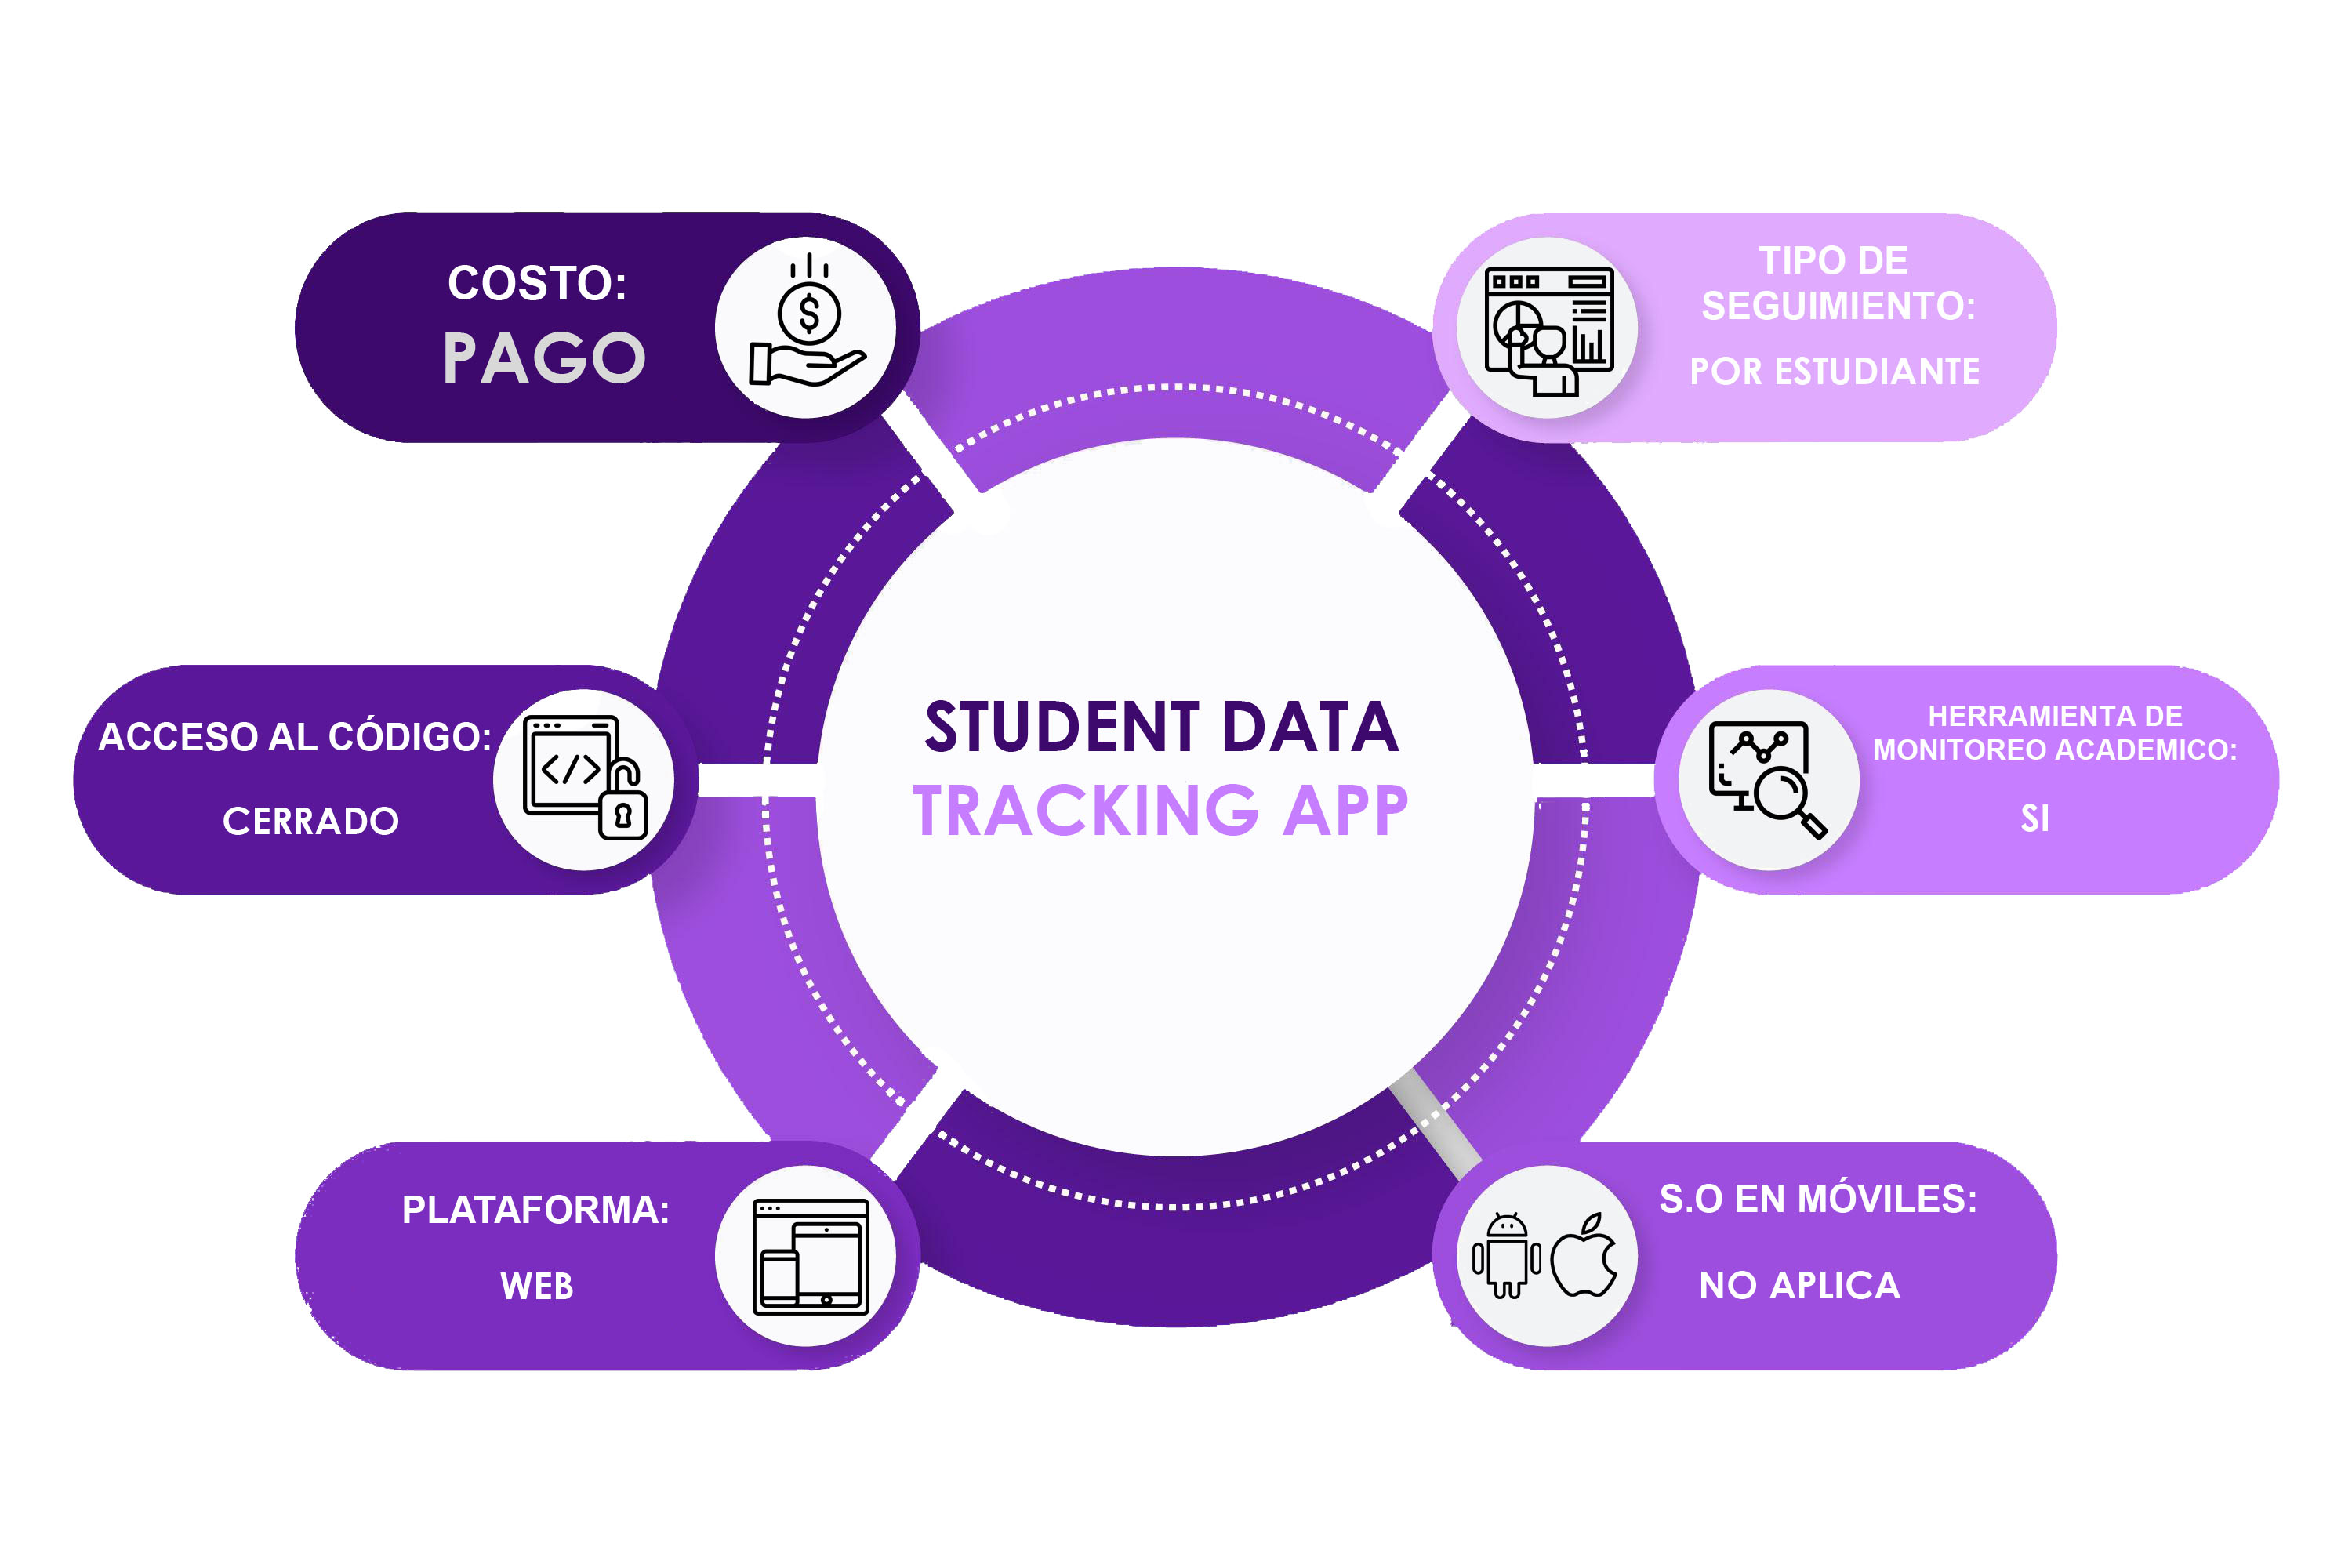 COSTO:
PAGO
TIPO DE
SEGUIMIENTO:
POR ESTUDIANTE
ACCESO AL CÓDIGO:
CERRADO
STUDENT DATA
TRACKING APP
HERRAMIENTA DE
MONITOREO ACADEMICO:
SI
PLATAFORMA:
WEB
S.O EN MÓVILES:
NO APLICA